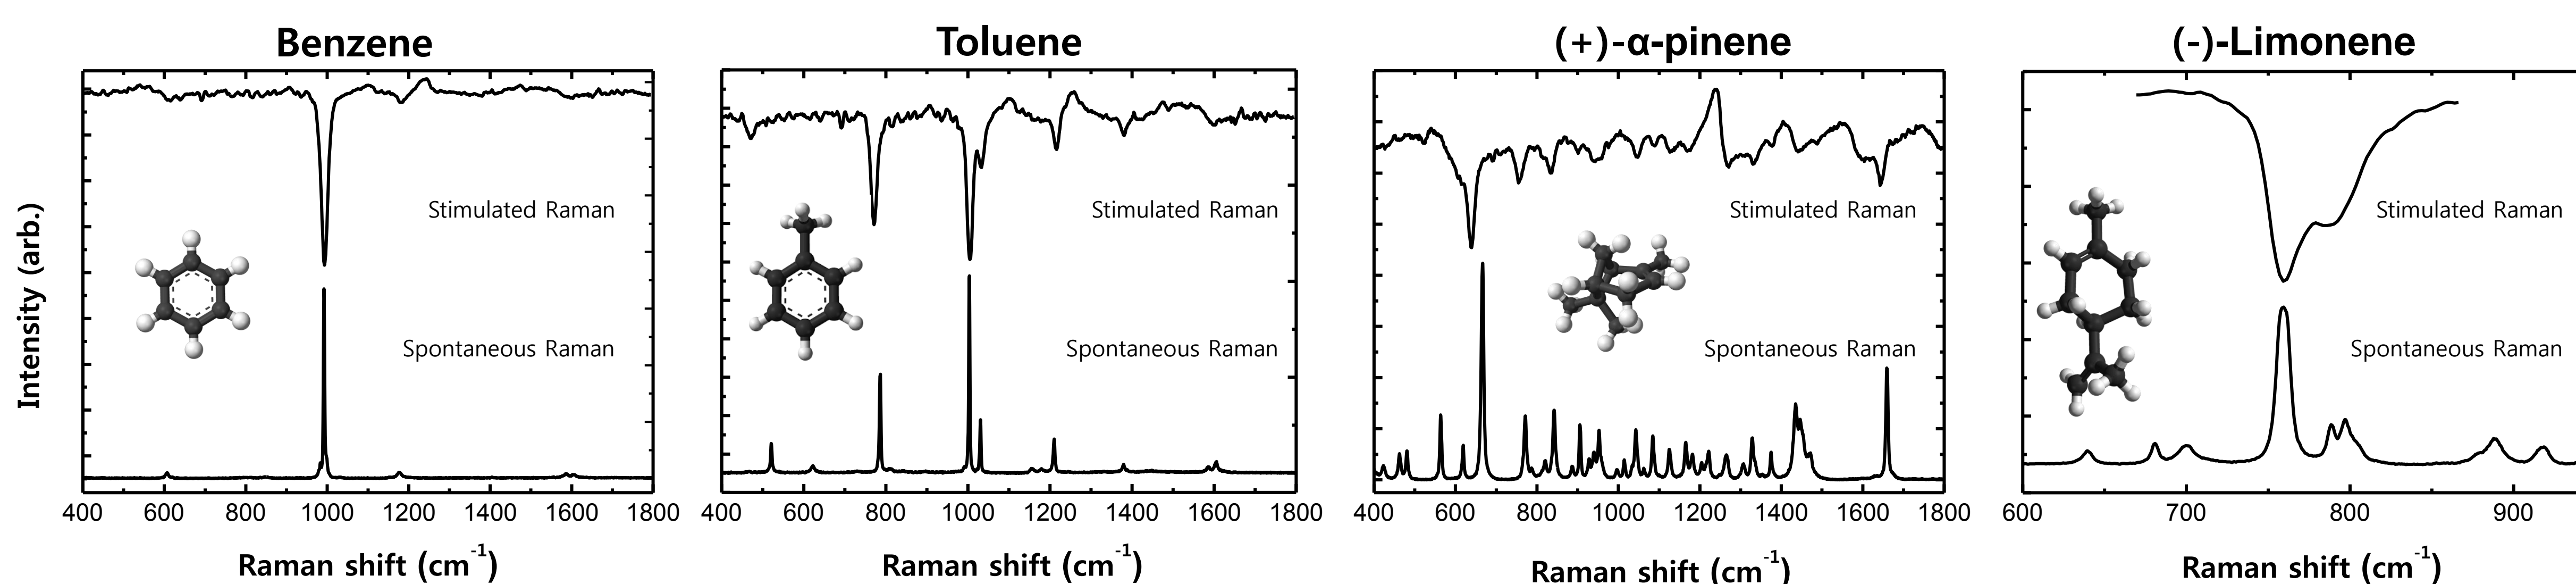 Benzene
Toluene
(+)-α-pinene
(-)-Limonene
Intensity (arb.)
Stimulated Raman
Spontaneous Raman
Stimulated Raman
Spontaneous Raman
Stimulated Raman
Spontaneous Raman
Stimulated Raman
Spontaneous Raman
400 600 800 1000 1200 1400 1600 1800
400 600 800 1000 1200 1400 1600 1800
400 600 800 1000 1200 1400 1600 1800
600 700 800 900
Raman shift (cm⁻¹)
Raman shift (cm⁻¹)
Raman shift (cm⁻¹)
Raman shift (cm⁻¹)